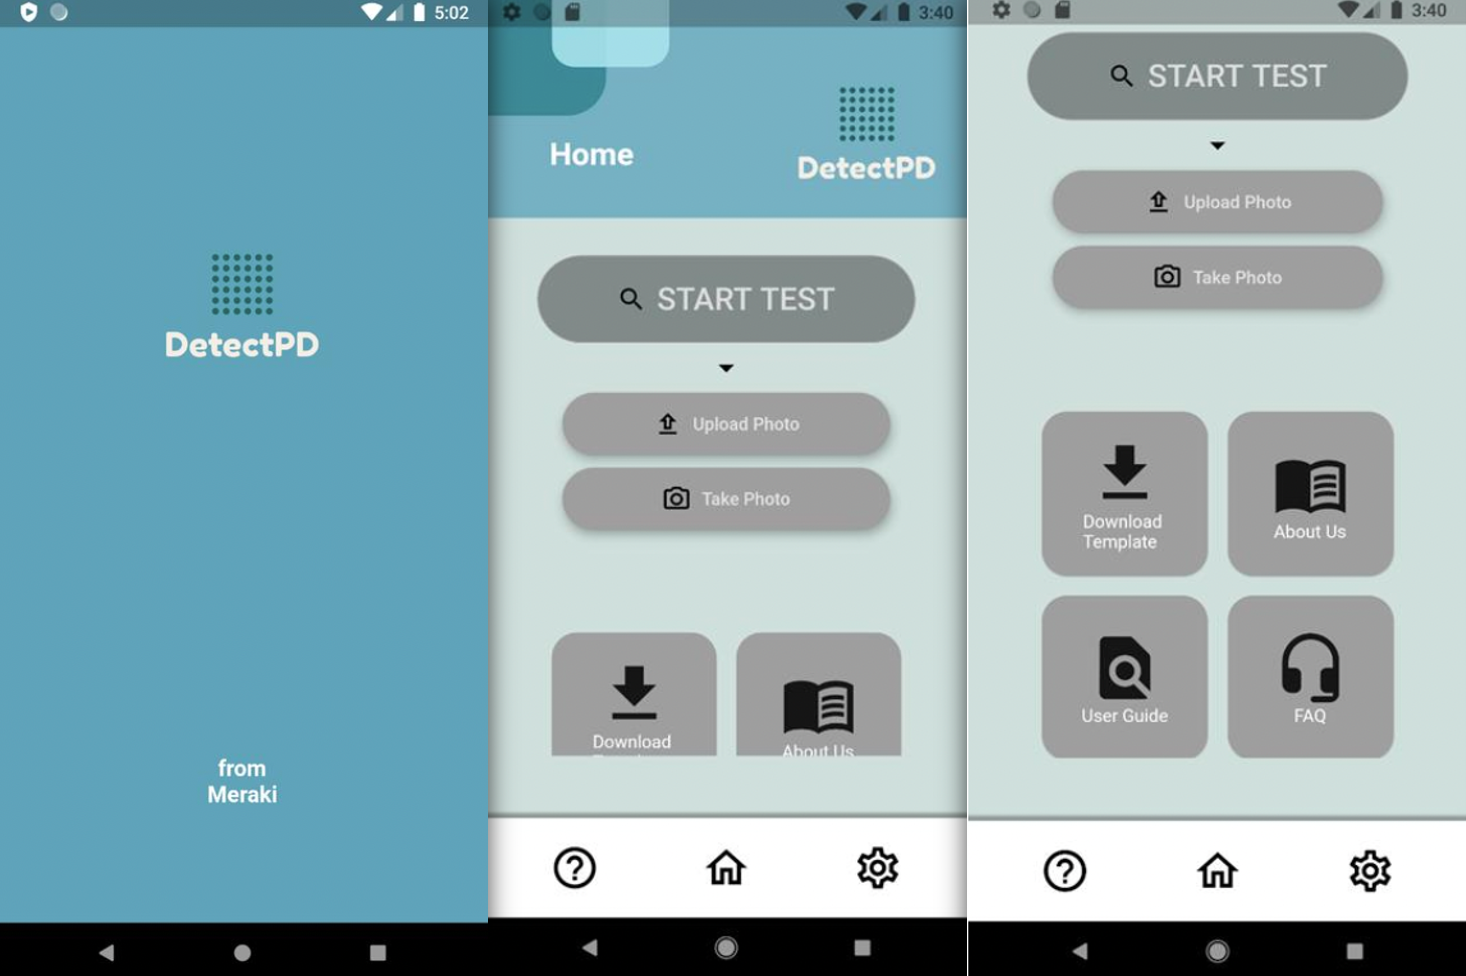 5:02
DetectPD
from
Meraki
3:40
Home
DetectPD
START TEST
Upload Photo
Take Photo
Download
About Us
3:40
START TEST
Upload Photo
Take Photo
Download
Template
About Us
User Guide
FAQ